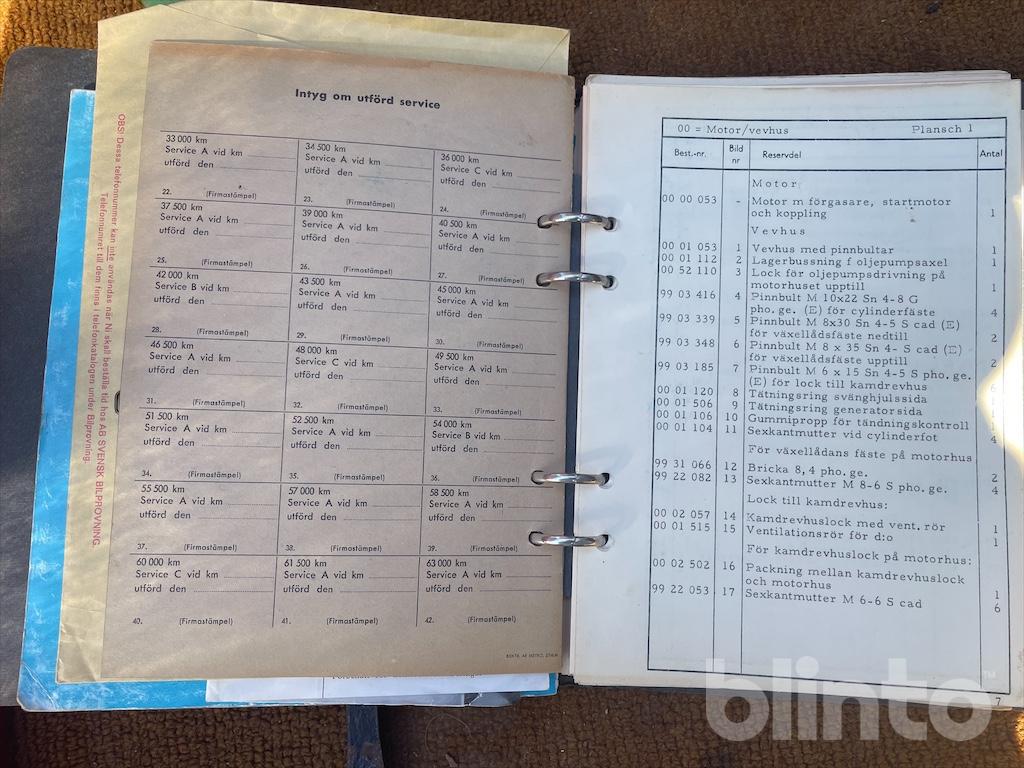 OBS! Dessa telefonnummer kan inte användas när Ni skall beställa tid hos AB SVENSK BILPROVNING.
Telefonnumret till dem finns i telefonkatalogen under Bilprovning.
Intyg om utförd service
33 000 km
Service A vid km
utförd den
22. (Firmastämpel)
34 500 km
Service A vid km
utförd den
23. (Firmastämpel)
36 000 km
Service C vid km
utförd den
24. (Firmastämpel)
37 500 km
Service A vid km
utförd den
25. (Firmastämpel)
39 000 km
Service A vid km
utförd den
26. (Firmastämpel)
40 500 km
Service A vid km
utförd den
27. (Firmastämpel)
42 000 km
Service B vid km
utförd den
28. (Firmastämpel)
43 500 km
Service A vid km
utförd den
29. (Firmastämpel)
45 000 km
Service A vid km
utförd den
30. (Firmastämpel)
46 500 km
Service A vid km
utförd den
31. (Firmastämpel)
48 000 km
Service C vid km
utförd den
32. (Firmastämpel)
49 500 km
Service A vid km
utförd den
33. (Firmastämpel)
51 500 km
Service A vid km
utförd den
34. (Firmastämpel)
52 500 km
Service A vid km
utförd den
35. (Firmastämpel)
54 000 km
Service B vid km
utförd den
36. (Firmastämpel)
55 500 km
Service A vid km
utförd den
37. (Firmastämpel)
57 000 km
Service A vid km
utförd den
38. (Firmastämpel)
58 500 km
Service A vid km
utförd den
39. (Firmastämpel)
60 000 km
Service C vid km
utförd den
40. (Firmastämpel)
61 500 km
Service A vid km
utförd den
41. (Firmastämpel)
63 000 km
Service A vid km
utförd den
42. (Firmastämpel)
00 = Motor/vevhus Plansch 1
Best.-nr. Bild nr Reservdel Antal
Motor
00 00 053 - Motor m förgasare, startmotor
och koppling 1
Vevhus
00 01 053 1 Vevhus med pinnbultar 1
00 01 112 2 Lagerbussning f oljepumpsaxel 1
00 52 110 3 Lock för oljepumpsdrivning på
motorhuset upptill 1
99 03 416 4 Pinnbult M 10x22 Sn 4-8 G
pho. ge. (E) för cylinderfäste 4
99 03 339 5 Pinnbult M 8x30 Sn 4-5 S cad (E)
för växellådsfäste nedtill 2
99 03 348 6 Pinnbult M 8 x 35 Sn 4- S cad (E)
för växellådsfäste upptill 2
99 03 185 7 Pinnbult M 6 x 15 Sn 4-5 S pho. ge.
(E) för lock till kamdrevhus
00 01 120 8 Tätningsring svänghjulssida
00 01 506 9 Tätningsring generatorsida
00 01 106 10 Gummipropp för tändningskontroll
00 01 104 11 Sexkantmutter vid cylinderfot 4
För växellådans fäste på motorhus
99 31 066 12 Bricka 8,4 pho. ge. 2
99 22 082 13 Sexkantmutter M 8-6 S pho. ge. 4
Lock till kamdrevhus:
00 02 057 14 Kamdrevhuslock med vent. rör 1
00 01 515 15 Ventilationsrör för d:o 1
För kamdrevhuslock på motorhus:
00 02 502 16 Packning mellan kamdrevhuslock
och motorhus 1
99 22 053 17 Sexkantmutter M 6-6 S cad 6
7
blinto